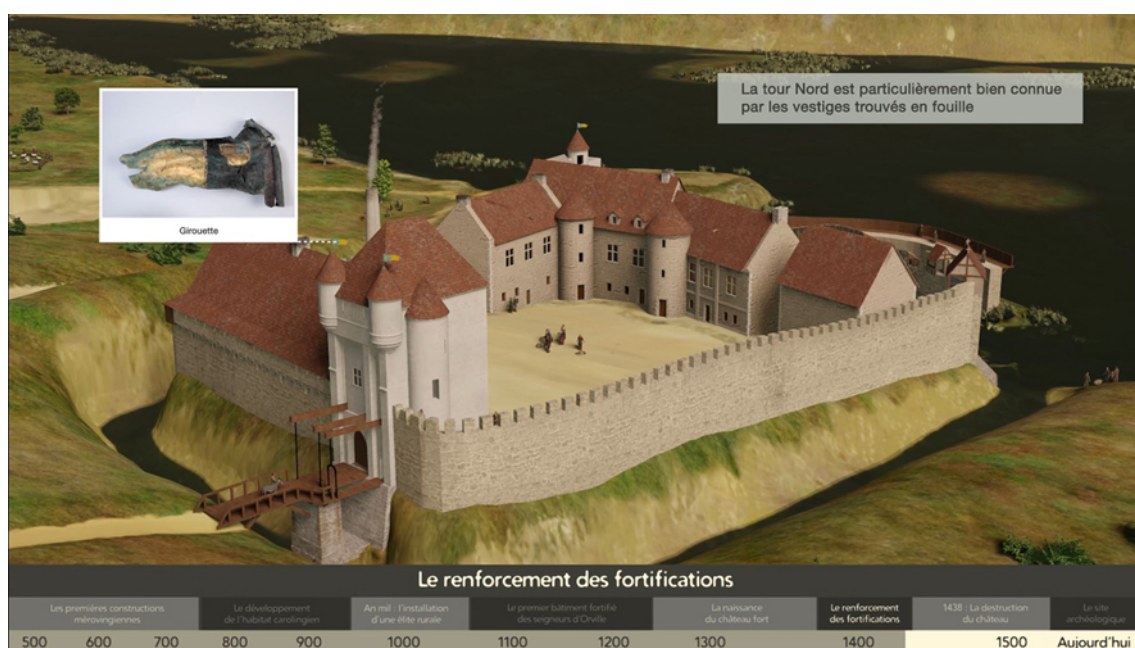 La tour Nord est particulièrement bien connue
par les vestiges trouvés en fouille
Girouette
Le renforcement des fortifications
Les premières constructions
mérovingiennes
Le développement
de l'habitat carolingien
An mil : l'installation
d'une élite rurale
Le premier bâtiment fortifié
des seigneurs d'Orville
La naissance
du château fort
Le renforcement
des fortifications
1438 : La destruction
du château
Le site
archéologique
500 600 700 800 900 1000 1100 1200 1300 1400 1500 Aujourd'hui